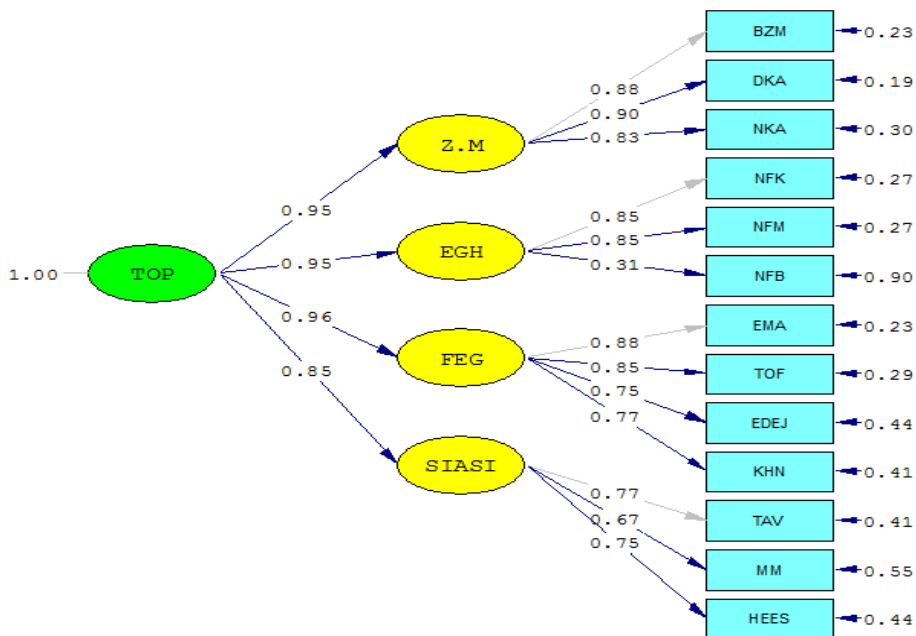 BZM
0.23
0.88
DKA
0.19
0.90
Z.M
NKA
0.30
0.83
NFK
0.27
0.95
0.85
NFM
0.27
0.85
EGH
0.95
0.31
NFB
0.90
1.00
TOP
EMA
0.23
0.96
0.88
FEG
0.85
TOF
0.29
0.85
0.75
EDEJ
0.44
0.77
KHN
0.41
SIASI
0.77
TAV
0.41
0.67
0.75
MM
0.55
HEES
0.44